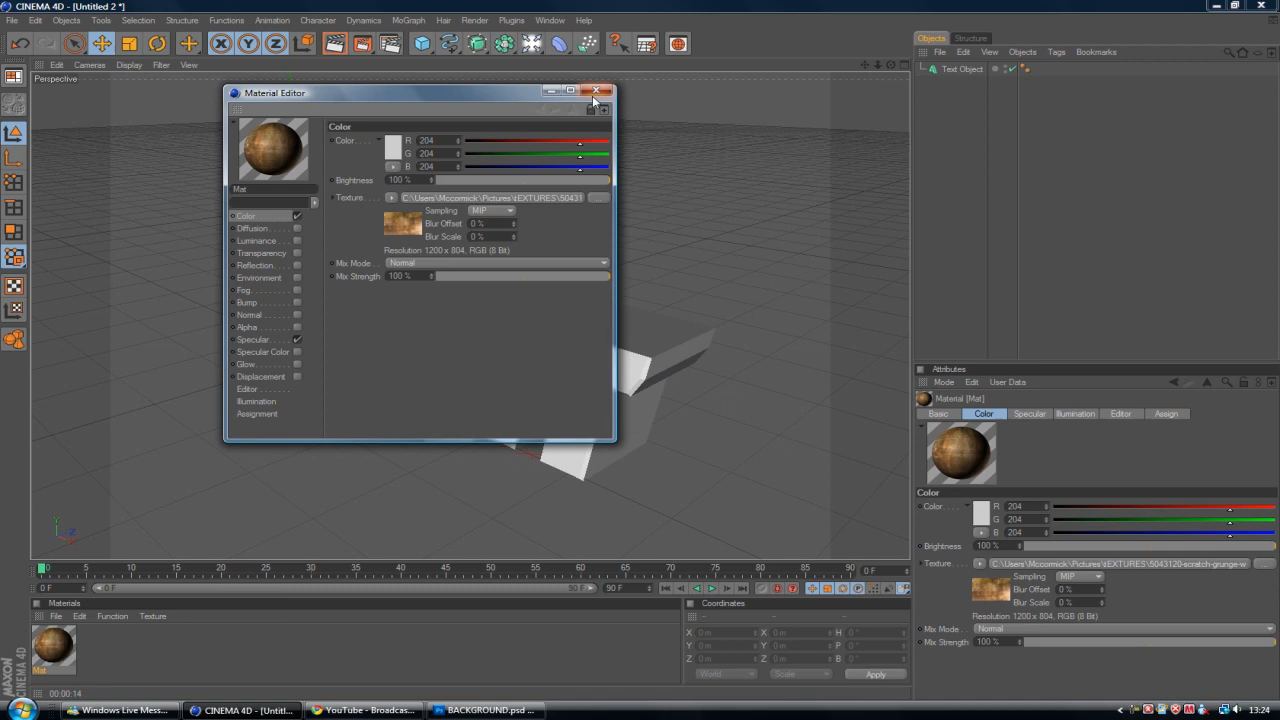 CINEMA 4D - [Untitled 2 *]
File Edit Objects Tools Selection Structure Functions Animation Character Dynamics MoGraph Hair Render Plugins Window Help
Edit Cameras Display Filter View
Perspective
Objects Structure
File Edit View Objects Tags Bookmarks
Text Object
Material Editor
Mat
Color
Diffusion
Luminance
Transparency
Reflection
Environment
Fog
Bump
Normal
Alpha
Specular
Specular Color
Glow
Displacement
Editor
Illumination
Assignment
Color
Color R 204
G 204
B 204
Brightness 100 %
Texture C:\Users\Mccormick\Pictures\tEXTURES\50431
Sampling MIP
Blur Offset 0 %
Blur Scale 0 %
Resolution 1200 x 804, RGB (8 Bit)
Mix Mode Normal
Mix Strength 100 %
Attributes
Mode Edit User Data
Material [Mat]
Basic Color Specular Illumination Editor Assign
Color
Color R 204
G 204
B 204
Brightness 100 %
Texture C:\Users\Mccormick\Pictures\tEXTURES\5043120-scratch-grunge-w
Sampling MIP
Blur Offset 0 %
Blur Scale 0 %
Resolution 1200 x 804, RGB (8 Bit)
Mix Mode Normal
Mix Strength 100 %
Y Z
0 5 10 15 20 25 30 35 40 45 50 55 60 65 70 75 80 85 90 0 F
0 F 0 F 90 F 90 F
Materials
File Edit Function Texture
Mat
Coordinates
X 0 m X 0 m H 0 °
Y 0 m Y 0 m P 0 °
Z 0 m Z 0 m B 0 °
World Scale Apply
MAXON CINEMA 4D
00:00:14
Windows Live Mess... CINEMA 4D - [Untitl... YouTube - Broadcas... BACKGROUND.psd ... 13:24